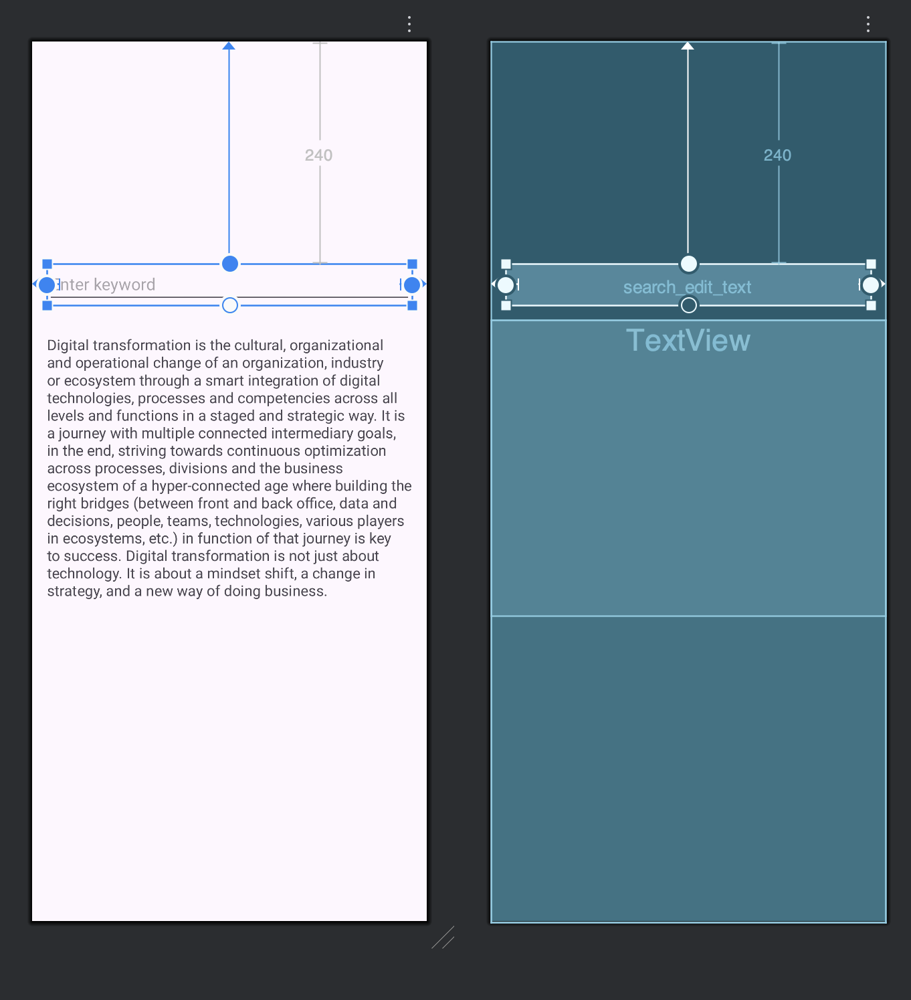 240
240
nter keyword
search_edit_text
TextView
Digital transformation is the cultural, organizational
and operational change of an organization, industry
or ecosystem through a smart integration of digital
technologies, processes and competencies across all
levels and functions in a staged and strategic way. It is
a journey with multiple connected intermediary goals,
in the end, striving towards continuous optimization
across processes, divisions and the business
ecosystem of a hyper-connected age where building the
right bridges (between front and back office, data and
decisions, people, teams, technologies, various players
in ecosystems, etc.) in function of that journey is key
to success. Digital transformation is not just about
technology. It is about a mindset shift, a change in
strategy, and a new way of doing business.